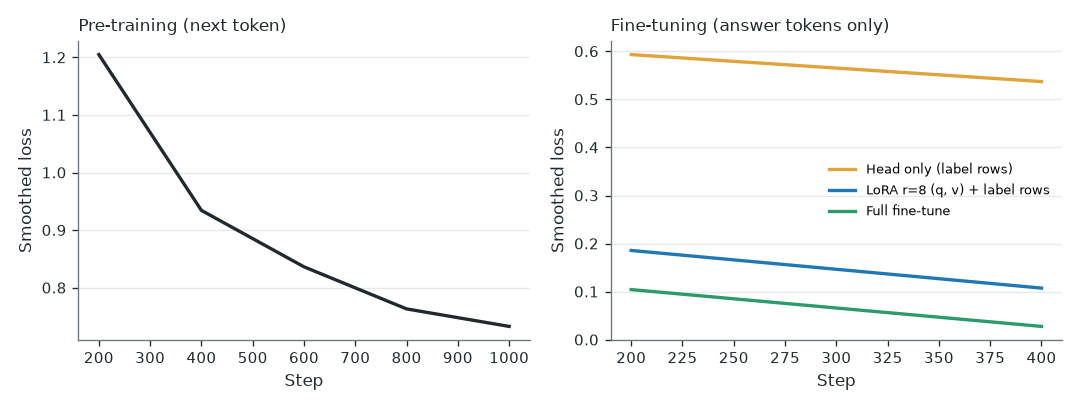 Pre-training (next token)
1.2
1.1
1.0
0.9
0.8
Smoothed loss
200 300 400 500 600 700 800 900 1000
Step
Fine-tuning (answer tokens only)
0.6
0.5
0.4
0.3
0.2
0.1
0.0
Smoothed loss
Head only (label rows)
LoRA r=8 (q, v) + label rows
Full fine-tune
200 225 250 275 300 325 350 375 400
Step